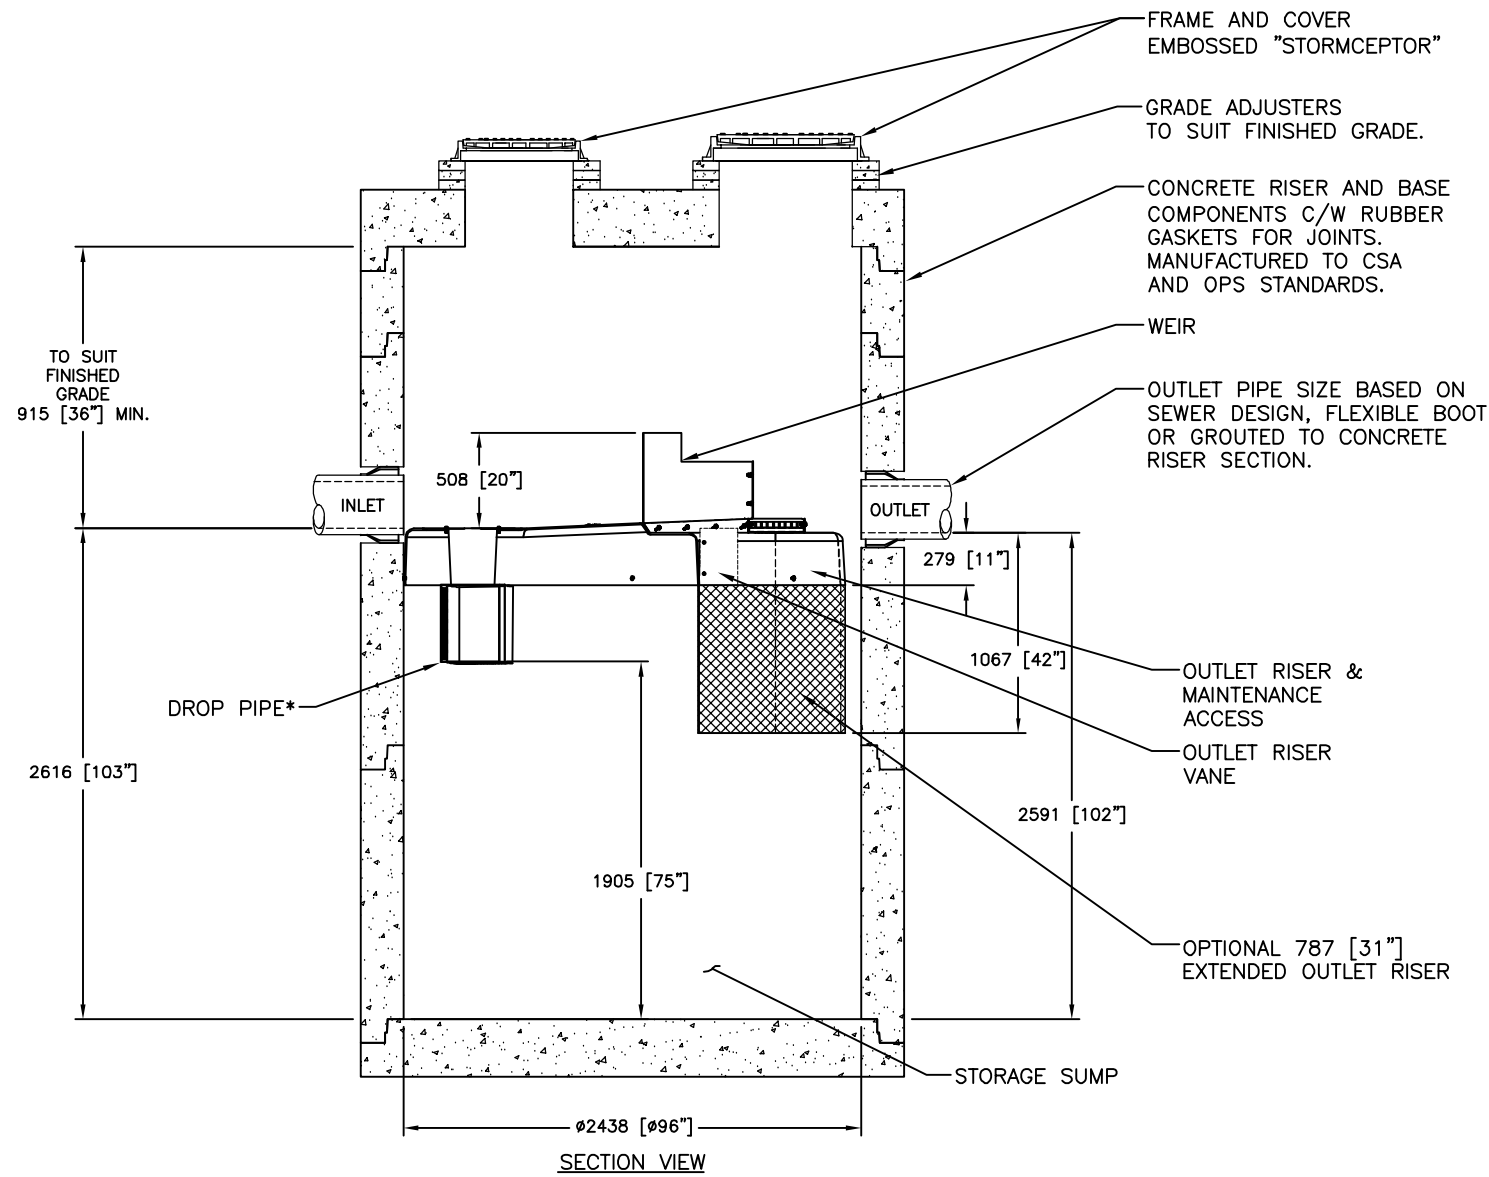 FRAME AND COVER
EMBOSSED "STORMCEPTOR"
GRADE ADJUSTERS
TO SUIT FINISHED GRADE.
CONCRETE RISER AND BASE
COMPONENTS C/W RUBBER
GASKETS FOR JOINTS.
MANUFACTURED TO CSA
AND OPS STANDARDS.
WEIR
TO SUIT
FINISHED
GRADE
915 [36"] MIN.
OUTLET PIPE SIZE BASED ON
SEWER DESIGN, FLEXIBLE BOOT
OR GROUTED TO CONCRETE
RISER SECTION.
508 [20"]
INLET
OUTLET
279 [11"]
1067 [42"]
OUTLET RISER &
MAINTENANCE
ACCESS
DROP PIPE*
OUTLET RISER
VANE
2616 [103"]
2591 [102"]
1905 [75"]
OPTIONAL 787 [31"]
EXTENDED OUTLET RISER
STORAGE SUMP
ø2438 [ø96"]
SECTION VIEW